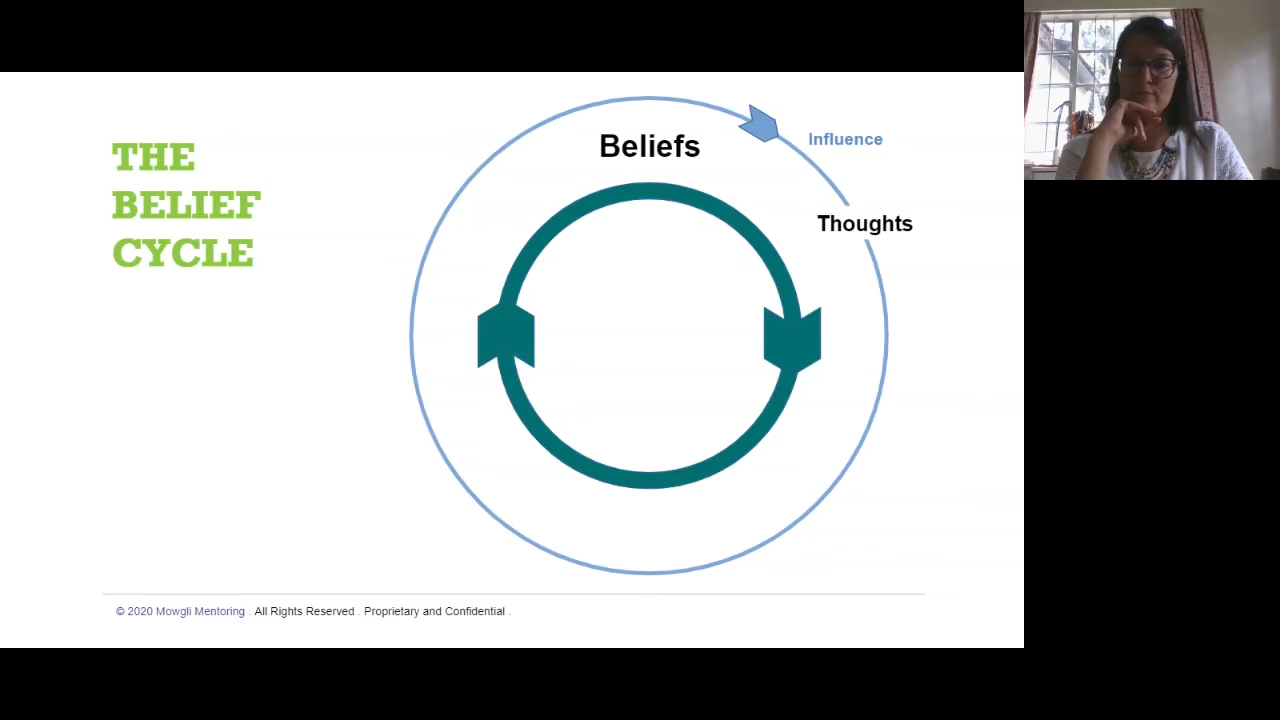 THE
BELIEF
CYCLE
Beliefs
Influence
Thoughts
© 2020 Mowgli Mentoring . All Rights Reserved . Proprietary and Confidential .